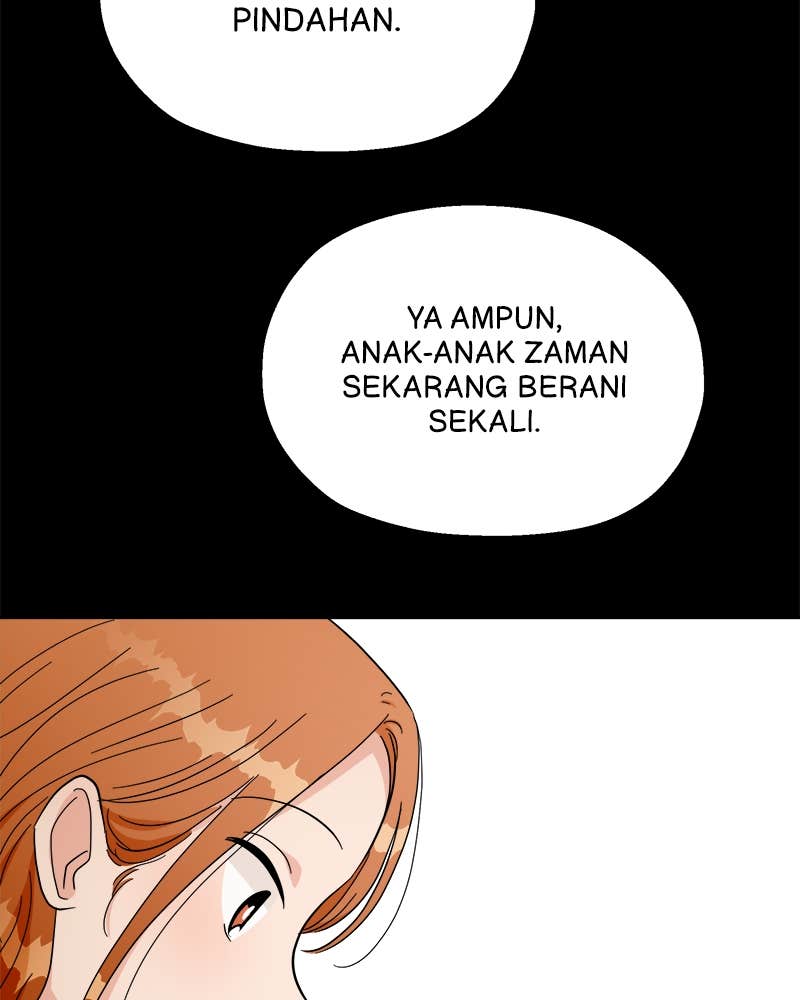 PINDAHAN.
YA AMPUN,
ANAK-ANAK ZAMAN
SEKARANG BERANI
SEKALI.